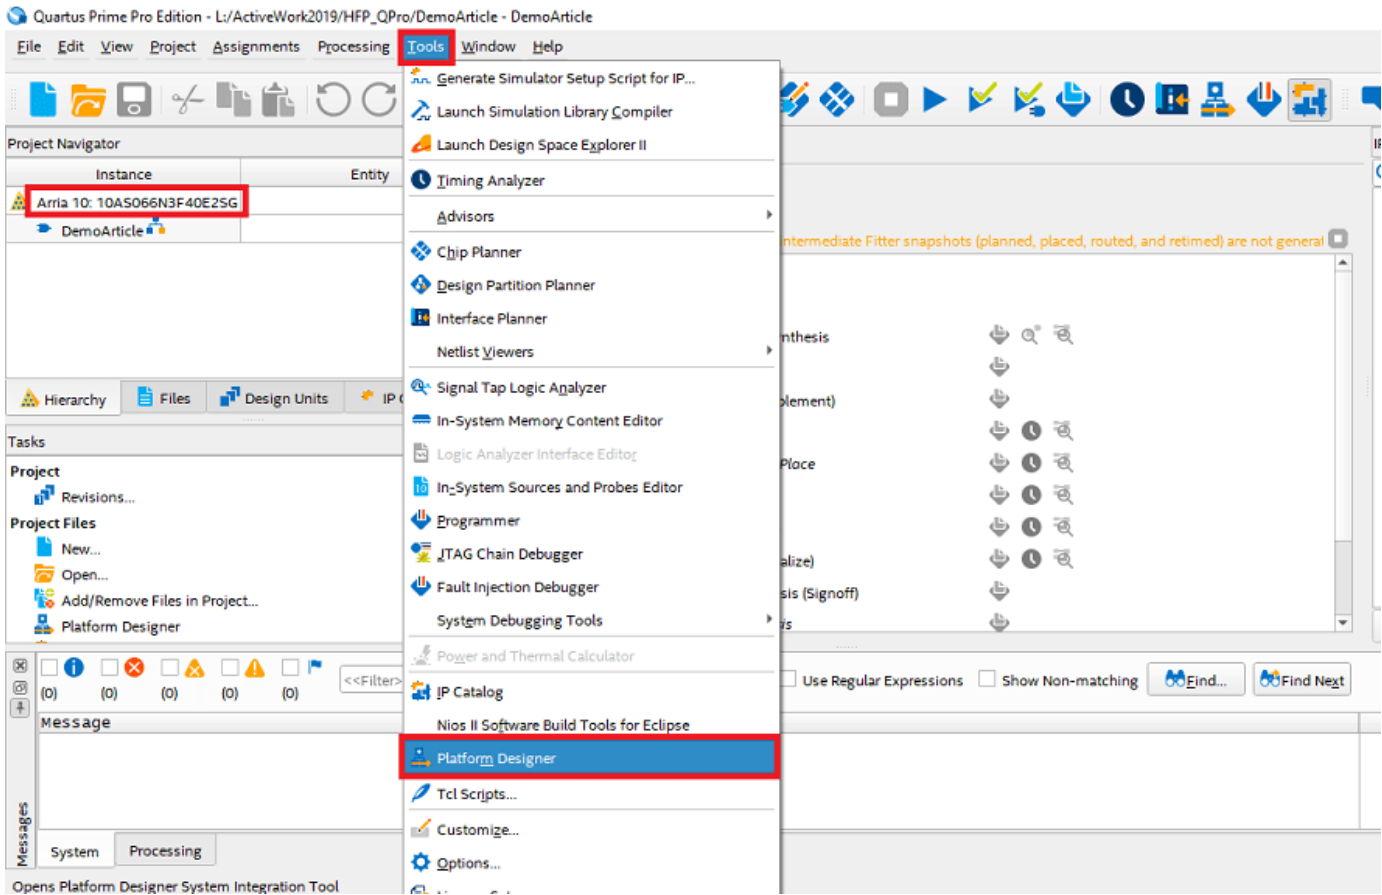 Quartus Prime Pro Edition - L:/ActiveWork2019/HFP_QPro/DemoArticle - DemoArticle
File Edit View Project Assignments Processing Tools Window Help
Generate Simulator Setup Script for IP...
Launch Simulation Library Compiler
Launch Design Space Explorer II
Timing Analyzer
Advisors
Chip Planner
Design Partition Planner
Interface Planner
Netlist Viewers
Signal Tap Logic Analyzer
In-System Memory Content Editor
Logic Analyzer Interface Editor
In-System Sources and Probes Editor
Programmer
JTAG Chain Debugger
Fault Injection Debugger
System Debugging Tools
Power and Thermal Calculator
IP Catalog
Nios II Software Build Tools for Eclipse
Platform Designer
Tcl Scripts...
Customize...
Options...
Project Navigator
Instance Entity
Arria 10: 10AS066N3F40E2SG
DemoArticle
Hierarchy Files Design Units IP
Tasks
Project
Revisions...
Project Files
New...
Open...
Add/Remove Files in Project...
Platform Designer
intermediate Fitter snapshots (planned, placed, routed, and retimed) are not generat
nthesis
plement)
Place
alize)
sis (Signoff)
is
(0) (0) (0) (0) (0)
<<Filter>
Use Regular Expressions Show Non-matching Find... Find Next
Message
Messages
System Processing
Opens Platform Designer System Integration Tool